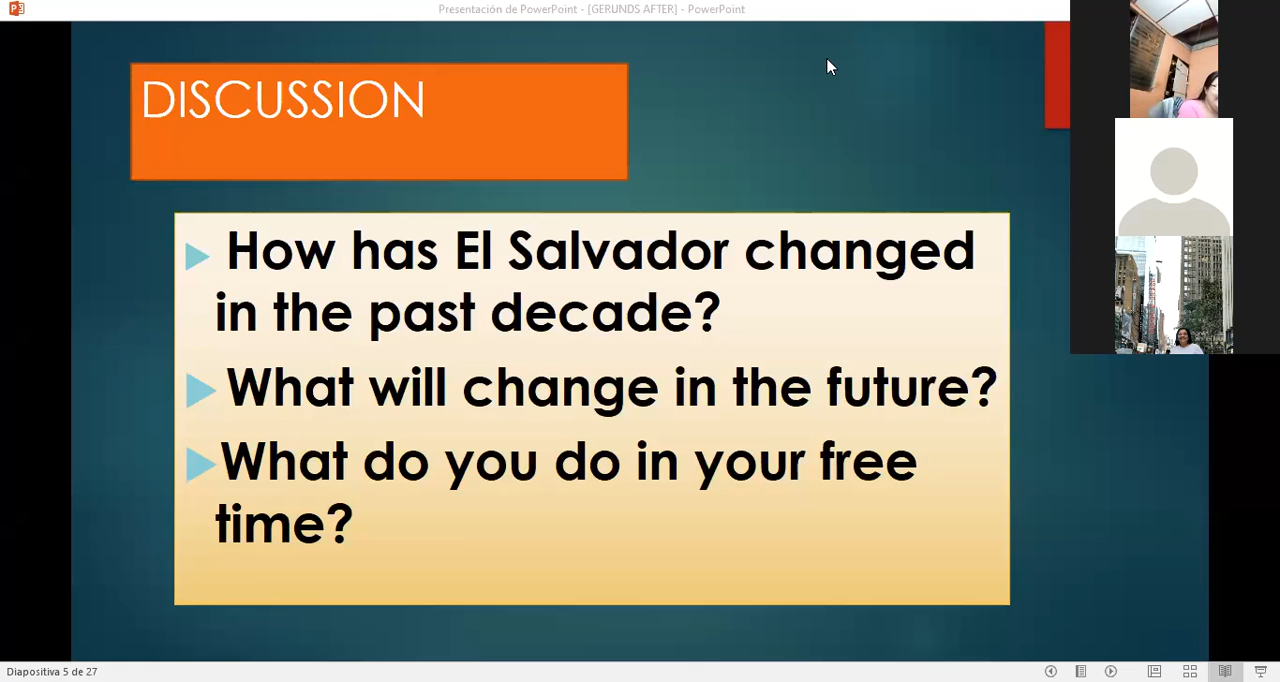 Presentación de PowerPoint - [GERUNDS AFTER] - PowerPoint
DISCUSSION
How has El Salvador changed
in the past decade?
What will change in the future?
What do you do in your free
time?
Diapositiva 5 de 27